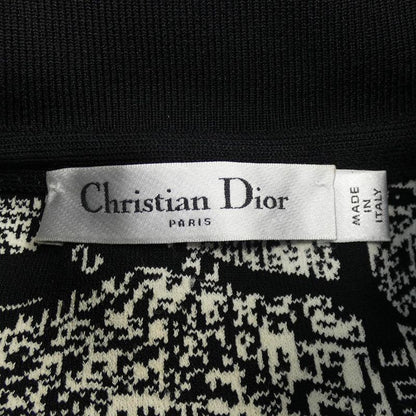 Christian Dior
PARIS
MADE
IN
ITALY